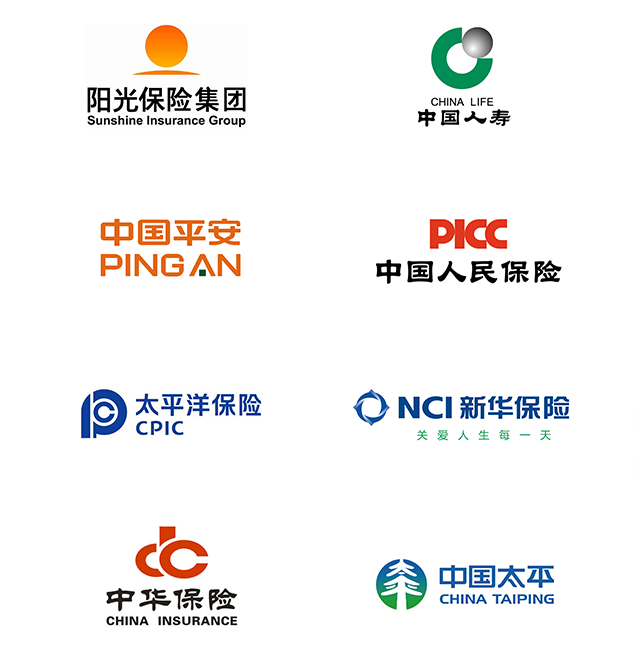 阳光保险集团
Sunshine Insurance Group
CHINA LIFE
中国人寿
中国平安
PING AN
PICC
中国人民保险
太平洋保险
CPIC
NCI 新华保险
关爱人生每一天
中华保险
CHINA INSURANCE
中国太平
CHINA TAIPING